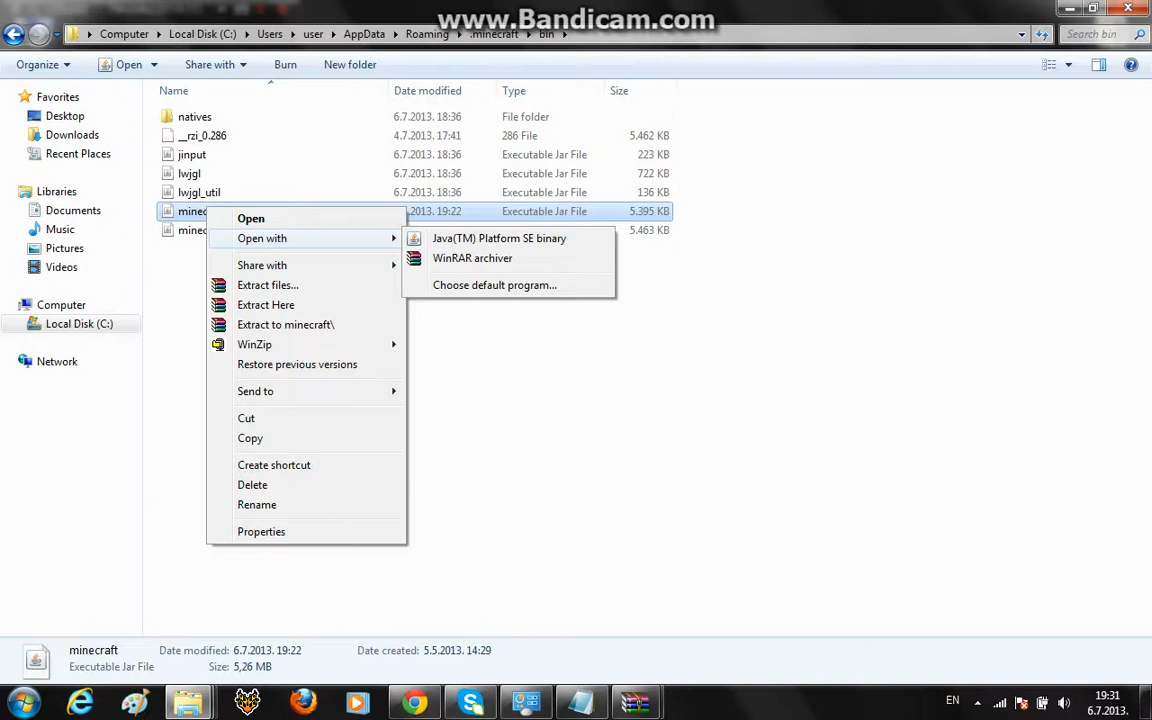 www.Bandicam.com
Computer Local Disk (C:) Users user AppData Roaming .minecraft bin
Search bin
Organize Open Share with Burn New folder
Name Date modified Type Size
Favorites
Desktop
Downloads
Recent Places
Libraries
Documents
Music
Pictures
Videos
Computer
Local Disk (C:)
Network
natives 6.7.2013. 18:36 File folder
__rzi_0.286 4.7.2013. 17:41 286 File 5.462 KB
jinput 6.7.2013. 18:36 Executable Jar File 223 KB
lwjgl 6.7.2013. 18:36 Executable Jar File 722 KB
lwjgl_util 6.7.2013. 18:36 Executable Jar File 136 KB
minec .2013. 19:22 Executable Jar File 5.395 KB
minec 5.463 KB
Open
Open with
Share with
Extract files...
Extract Here
Extract to minecraft\
WinZip
Restore previous versions
Send to
Cut
Copy
Create shortcut
Delete
Rename
Properties
Java(TM) Platform SE binary
WinRAR archiver
Choose default program...
minecraft Date modified: 6.7.2013. 19:22 Date created: 5.5.2013. 14:29
Executable Jar File Size: 5,26 MB
EN
19:31
6.7.2013.